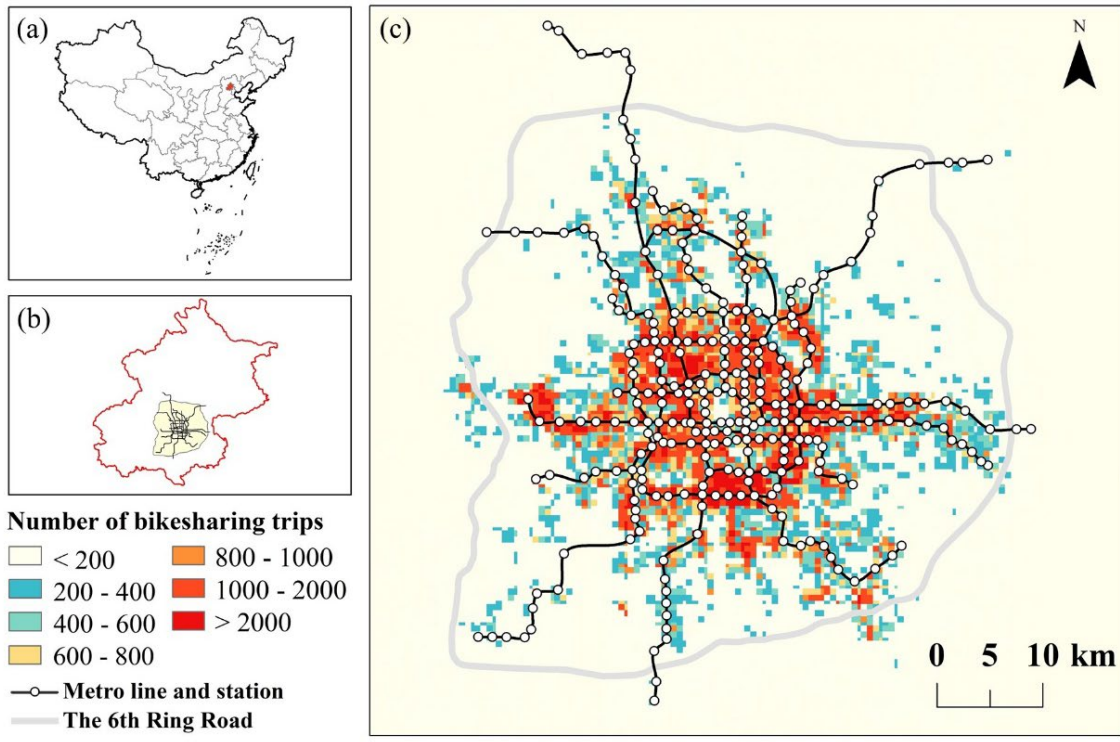 (a)
(b)
Number of bikesharing trips
< 200
200 - 400
400 - 600
600 - 800
800 - 1000
1000 - 2000
> 2000
Metro line and station
The 6th Ring Road
(c)
N
0 5 10 km